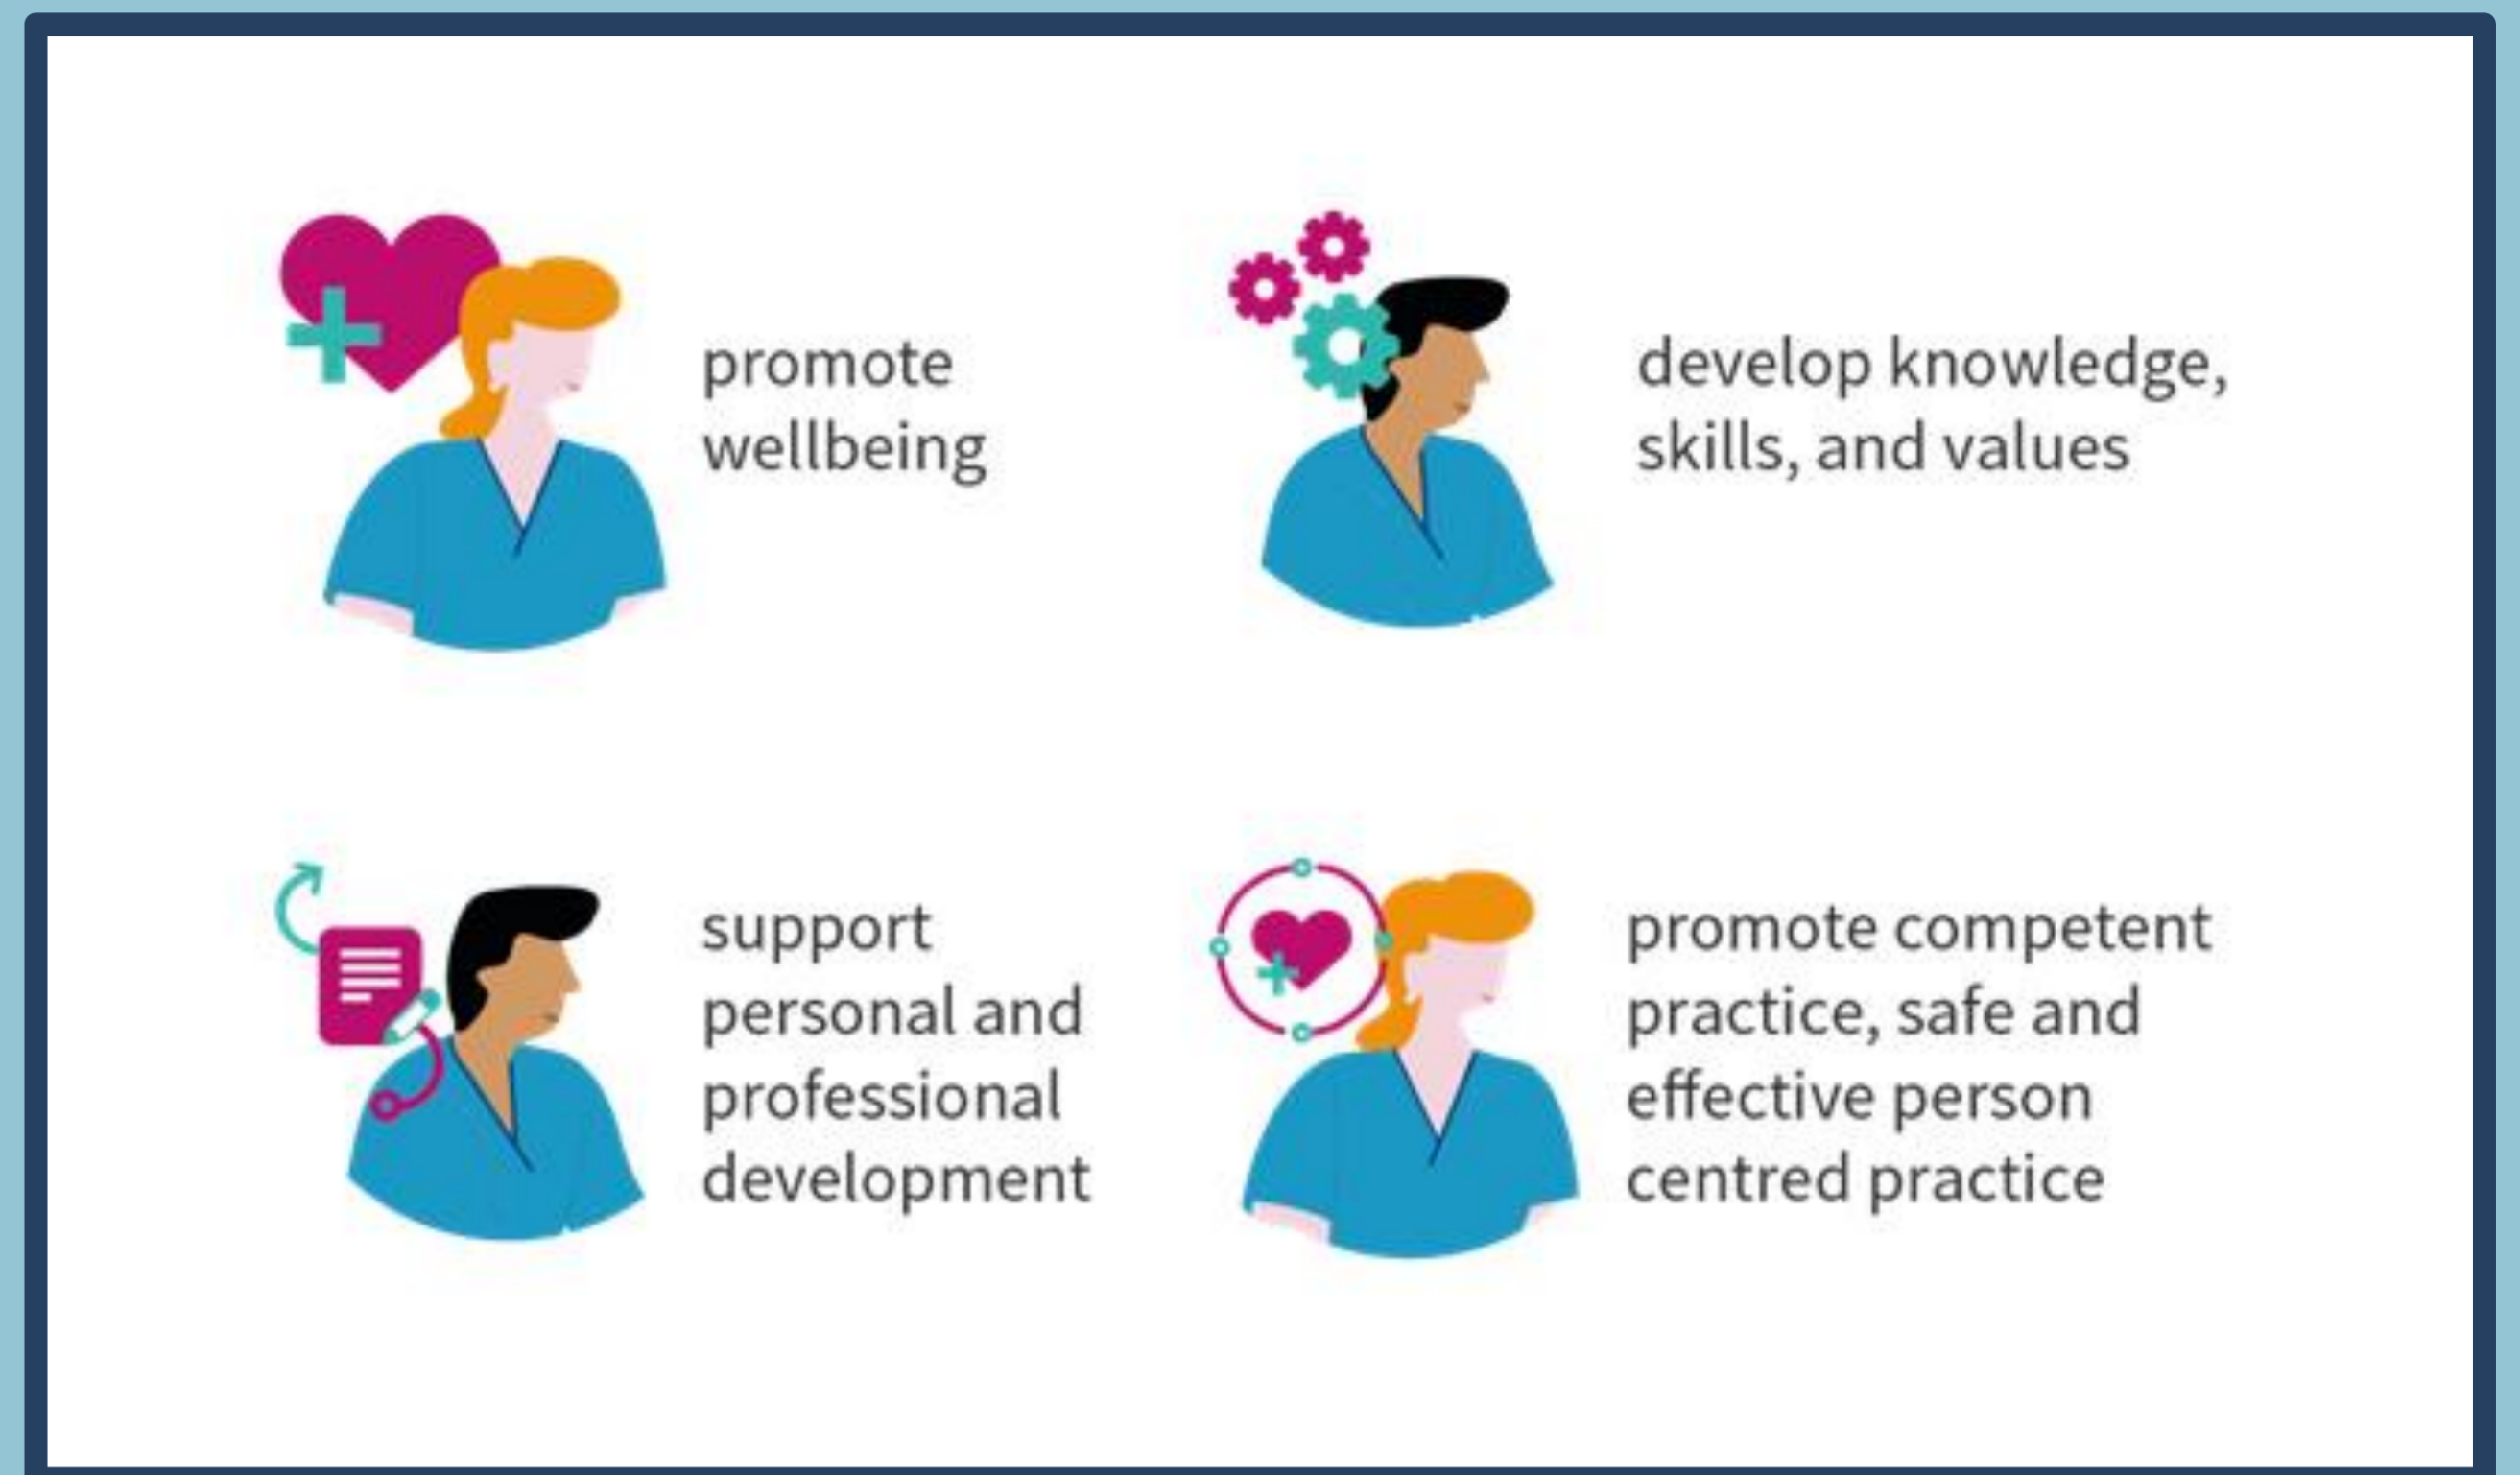 promote
wellbeing
develop knowledge,
skills, and values
support
personal and
professional
development
promote competent
practice, safe and
effective person
centred practice